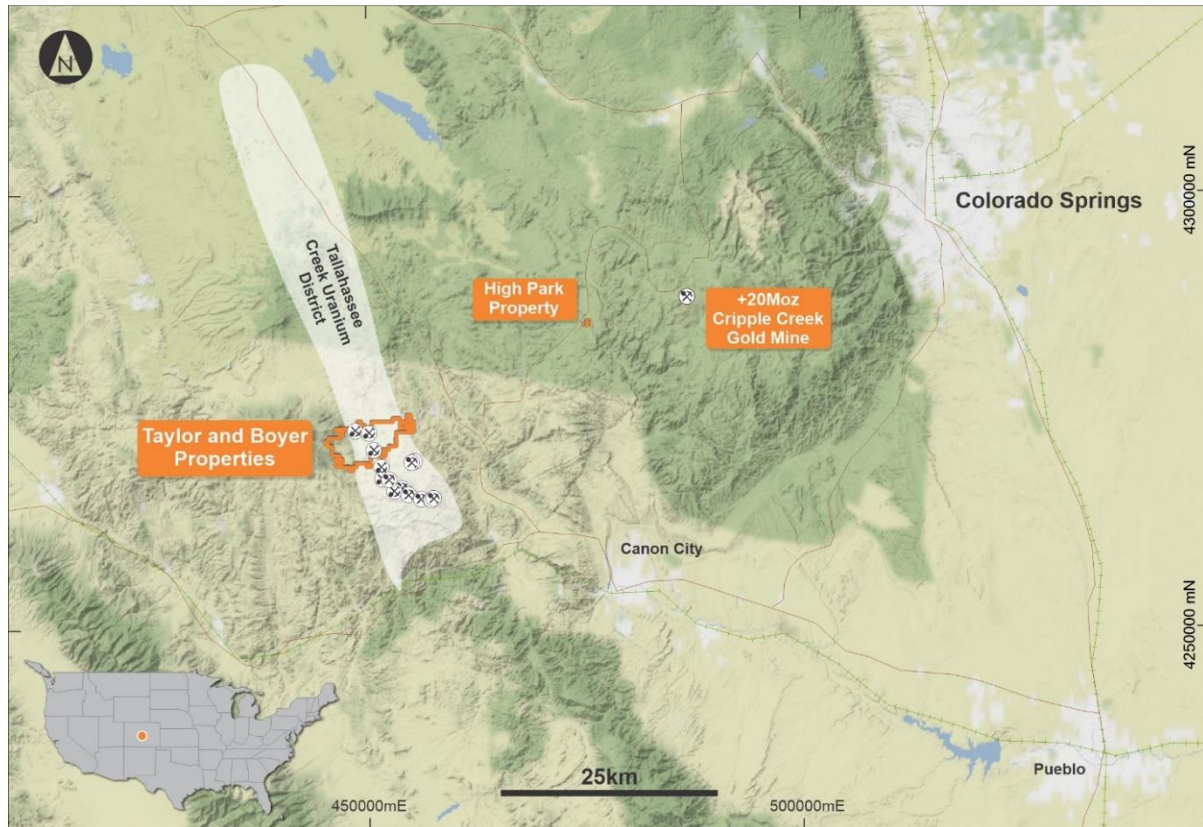 N
Colorado Springs
4300000 mN
Tallahassee
Creek Uranium
District
High Park
Property
+20Moz
Cripple Creek
Gold Mine
Taylor and Boyer
Properties
Canon City
4250000 mN
25km
Pueblo
450000mE
500000mE